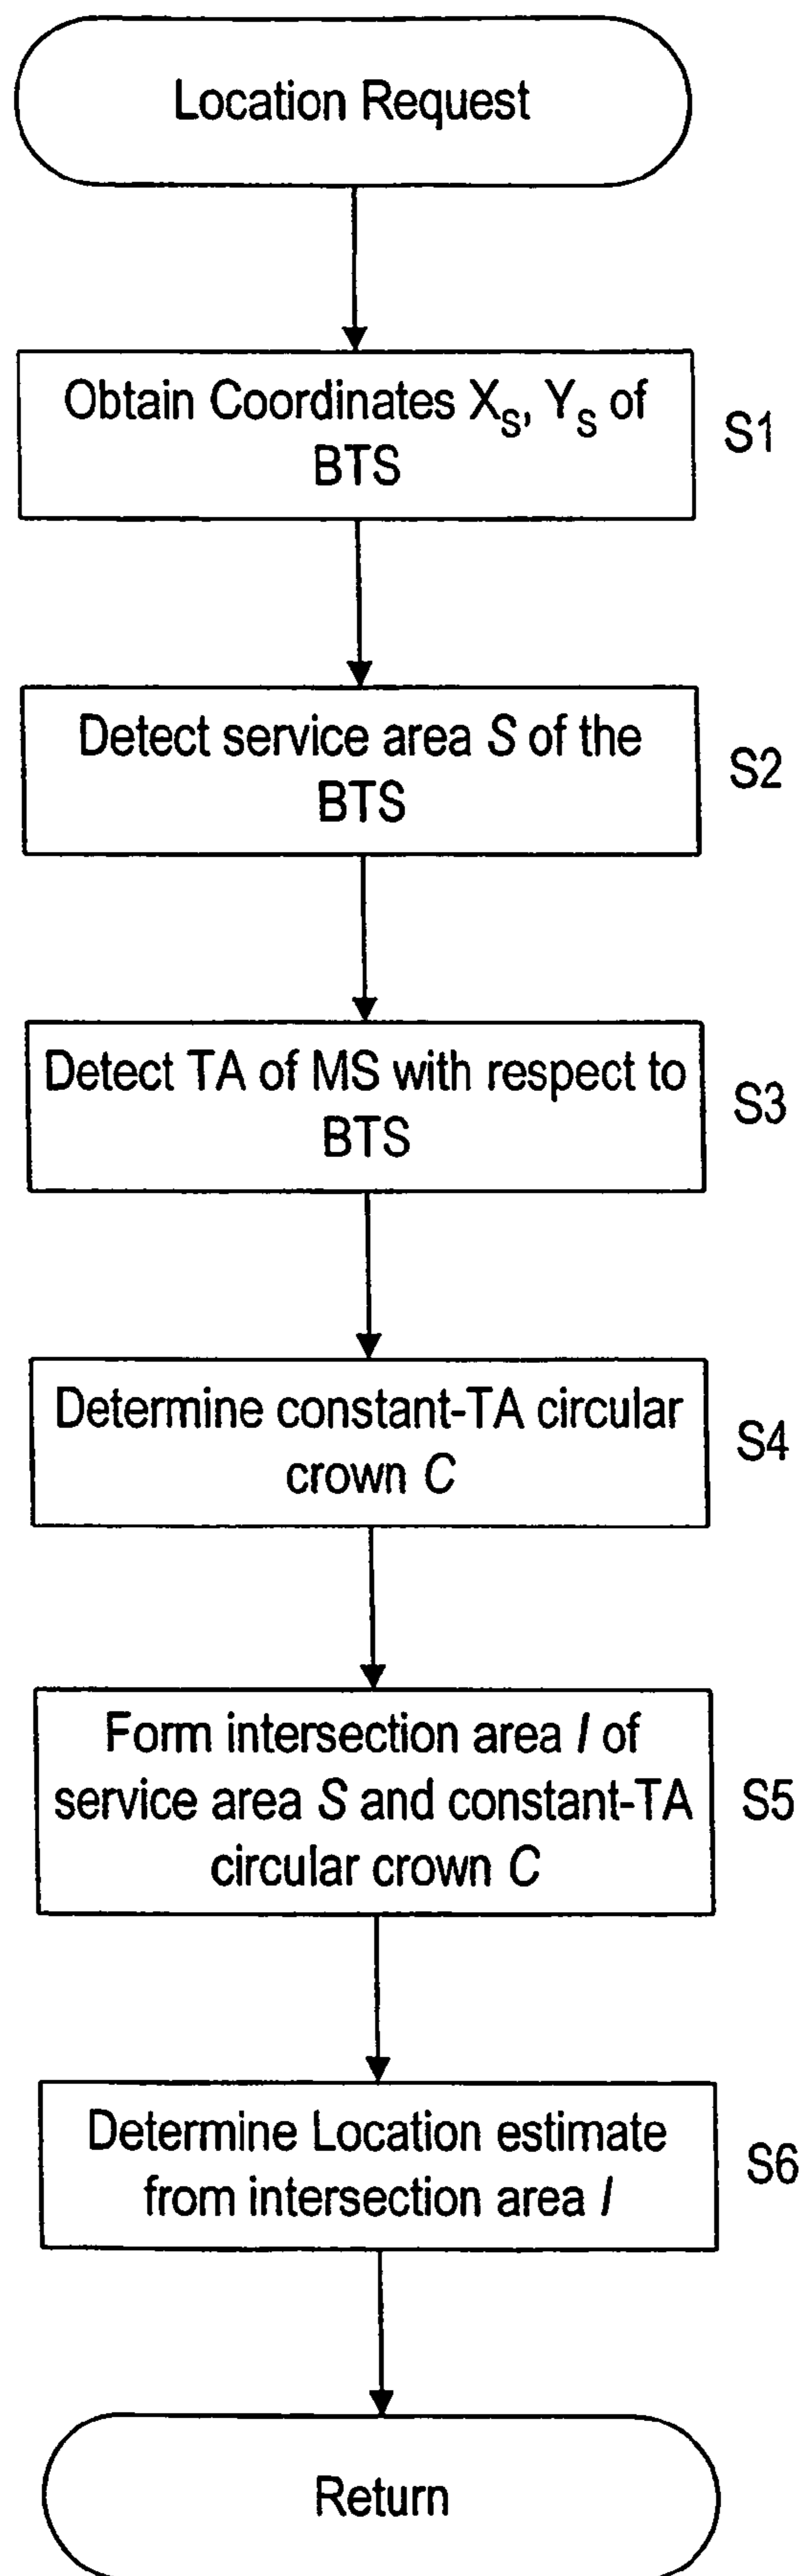 Location Request
Obtain Coordinates Xs, Ys of
BTS
S1
Detect service area S of the
BTS
S2
Detect TA of MS with respect to
BTS
S3
Determine constant-TA circular
crown C
S4
Form intersection area I of
service area S and constant-TA
circular crown C
S5
Determine Location estimate
from intersection area I
S6
Return